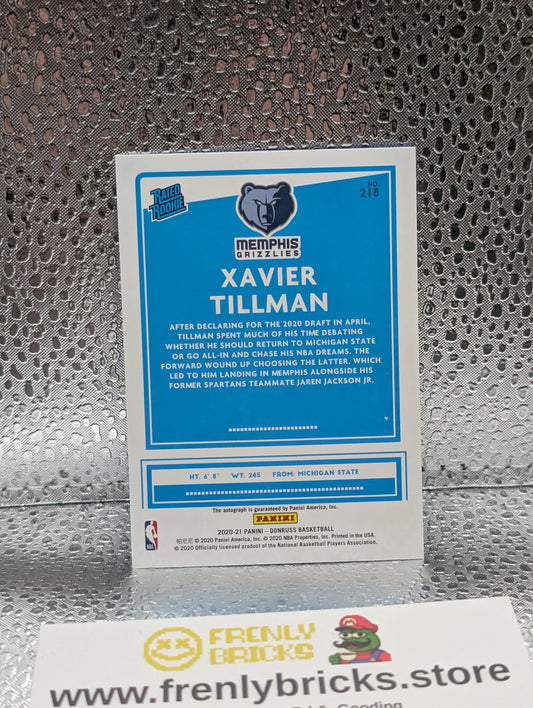 RATED
ROOKIE
NO.
218
MEMPHIS
GRIZZLIES
XAVIER
TILLMAN
AFTER DECLARING FOR THE 2020 DRAFT IN APRIL,
TILLMAN SPENT MUCH OF HIS TIME DEBATING
WHETHER HE SHOULD RETURN TO MICHIGAN STATE
OR GO ALL-IN AND CHASE HIS NBA DREAMS. THE
FORWARD WOUND UP CHOOSING THE LATTER, WHICH
LED TO HIM LANDING IN MEMPHIS ALONGSIDE HIS
FORMER SPARTANS TEAMMATE JAREN JACKSON JR.
HT: 6' 8" WT: 245 FROM: MICHIGAN STATE
The autograph is guaranteed by Panini America, Inc.
PANINI
2020-21 PANINI – DONRUSS BASKETBALL
帕尼尼 © 2020 Panini America, Inc. © 2020 NBA Properties, Inc. Printed in the USA.
© 2020 Officially licensed product of the National Basketball Players Association.
FRENLY
BRICKS
www.frenlybricks.store